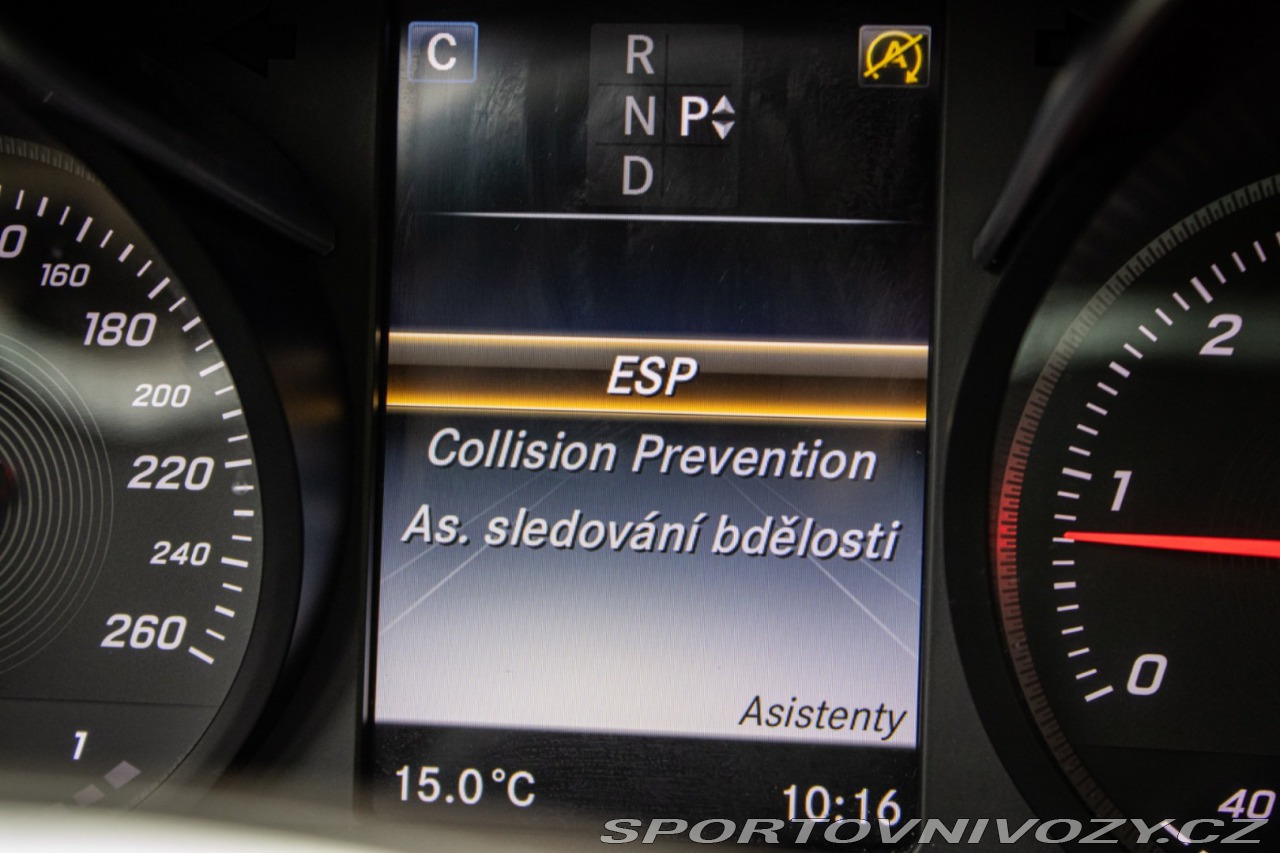 C
R
N P
D
A
ESP
Collision Prevention
As. sledování bdělosti
Asistenty
15.0°C
10:16
0
160
180
200
220
240
260
1
2
1
0
40
SPORTOVNIVOZY.CZ